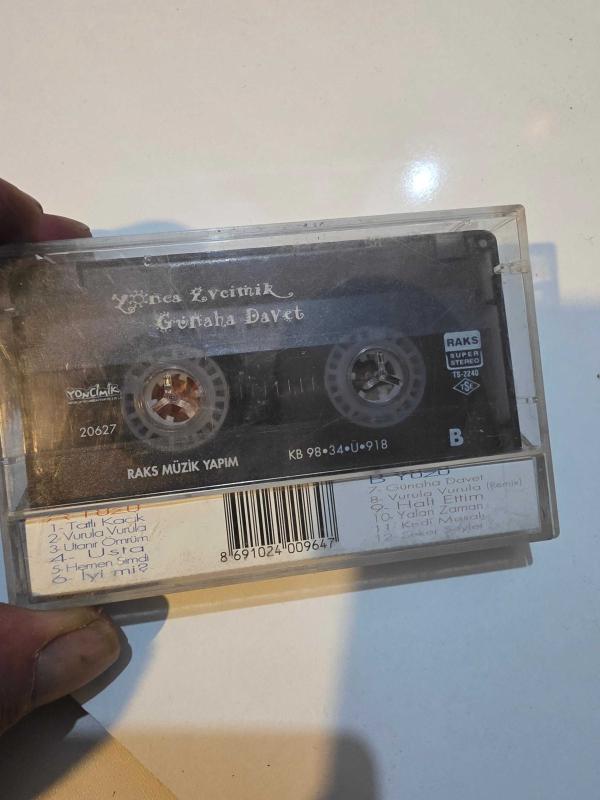 Yonca Evcimik
Günaha Davet
RAKS
SUPER
STEREO
TS-2240
TSE
YONCİMİK
20627
KB 98•34•Ü•918
B
RAKS MÜZİK YAPIM
A YÜZÜ
1- Tatlı Kaçık
2- Vurula Vurula
3- Utanır Ömrüm
4- Usta
5- Hemen Şimdi
6- İyi mi?
8 691024 009647
B YÜZÜ
7- Günaha Davet
8- Vurula Vurula (Remix)
9- Halt Ettim
10- Yalan Zaman
11- Kedi Masalı
12- Şeker Şeyler